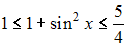 1 ≤ 1 + sin² x ≤ 5/4